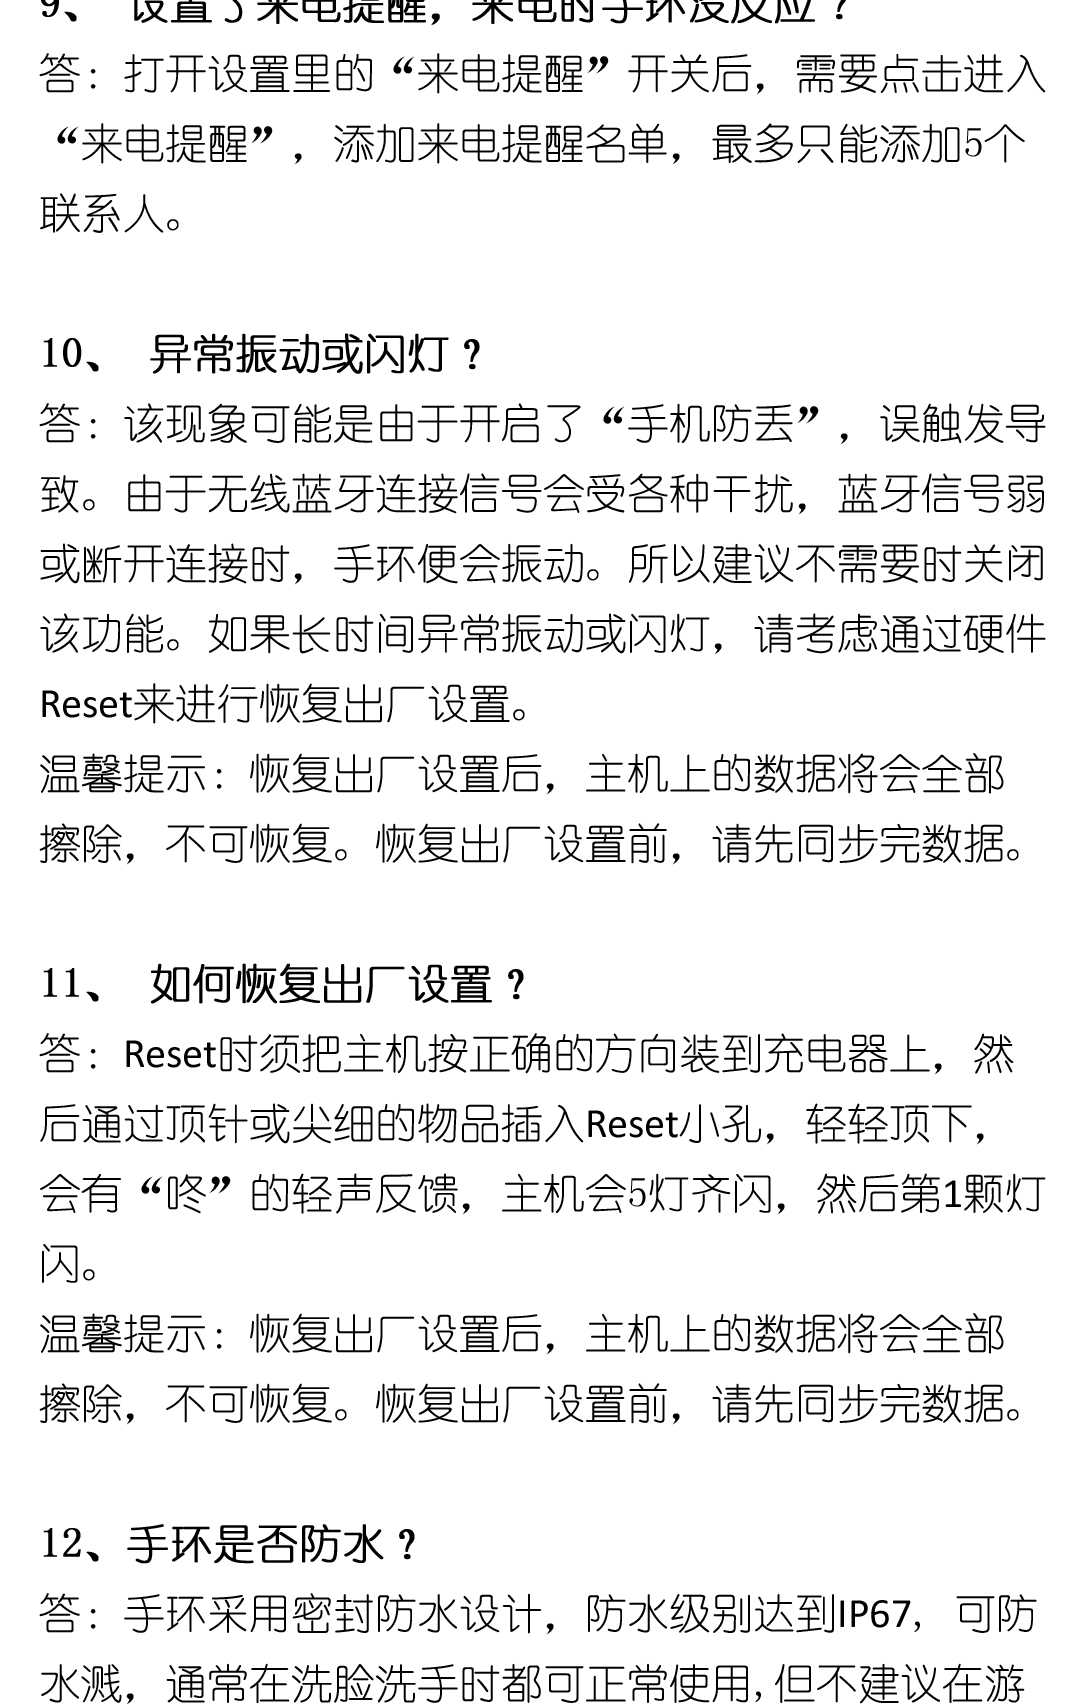 9、 设置了来电提醒，来电时手环没反应？
答：打开设置里的“来电提醒”开关后，需要点击进入
“来电提醒”，添加来电提醒名单，最多只能添加5个
联系人。
10、 异常振动或闪灯？
答：该现象可能是由于开启了“手机防丢”，误触发导
致。由于无线蓝牙连接信号会受各种干扰，蓝牙信号弱
或断开连接时，手环便会振动。所以建议不需要时关闭
该功能。如果长时间异常振动或闪灯，请考虑通过硬件
Reset来进行恢复出厂设置。
温馨提示：恢复出厂设置后，主机上的数据将会全部
擦除，不可恢复。恢复出厂设置前，请先同步完数据。
11、 如何恢复出厂设置？
答：Reset时须把主机按正确的方向装到充电器上，然
后通过顶针或尖细的物品插入Reset小孔，轻轻顶下，
会有“咚”的轻声反馈，主机会5灯齐闪，然后第1颗灯
闪。
温馨提示：恢复出厂设置后，主机上的数据将会全部
擦除，不可恢复。恢复出厂设置前，请先同步完数据。
12、手环是否防水？
答：手环采用密封防水设计，防水级别达到IP67，可防
水溅，通常在洗脸洗手时都可正常使用,但不建议在游